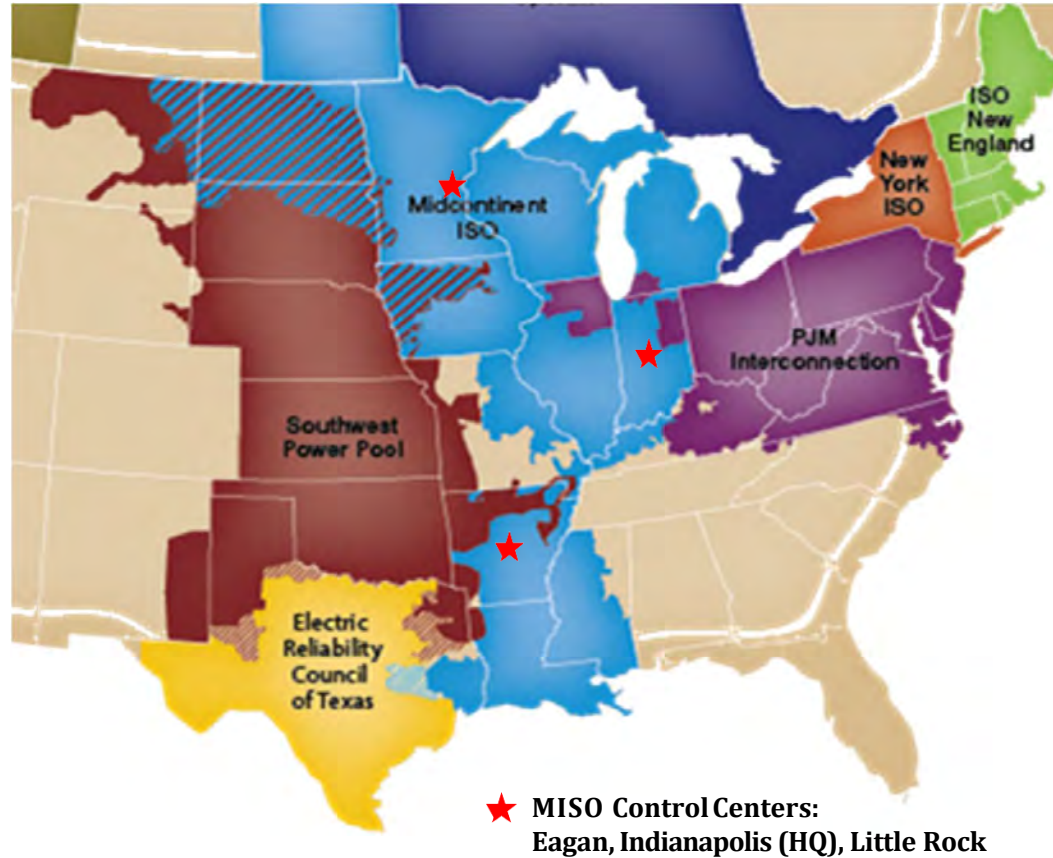 ISO
New
England
New
York
ISO
Midcontinent
ISO
PJM
Interconnection
Southwest
Power Pool
Electric
Reliability
Council
of Texas
MISO Control Centers:
Eagan, Indianapolis (HQ), Little Rock